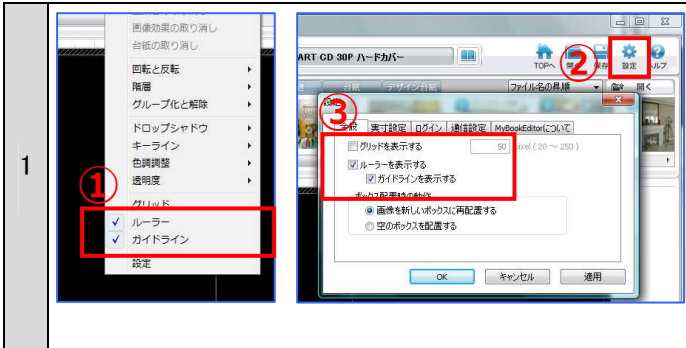 1
画像効果の取り消し
台紙の取り消し
回転と反転
階層
グループ化と解除
ドロップシャドウ
キーライン
色調調整
透明度
①
グリッド
✓ ルーラー
✓ ガイドライン
設定
ART CD 30P ハードカバー
TOPへ
保存
設定
ヘルプ
②
台紙
デザイン台紙
ファイル名の昇順
開く
③
全般
実寸設定
ログイン
通信設定
MyBookEditorについて
グリッドを表示する
50 pixel ( 20 ～ 250 )
ルーラーを表示する
ガイドラインを表示する
ボックス配置時の動作
画像を新しいボックスに再配置する
空のボックスを配置する
OK
キャンセル
適用